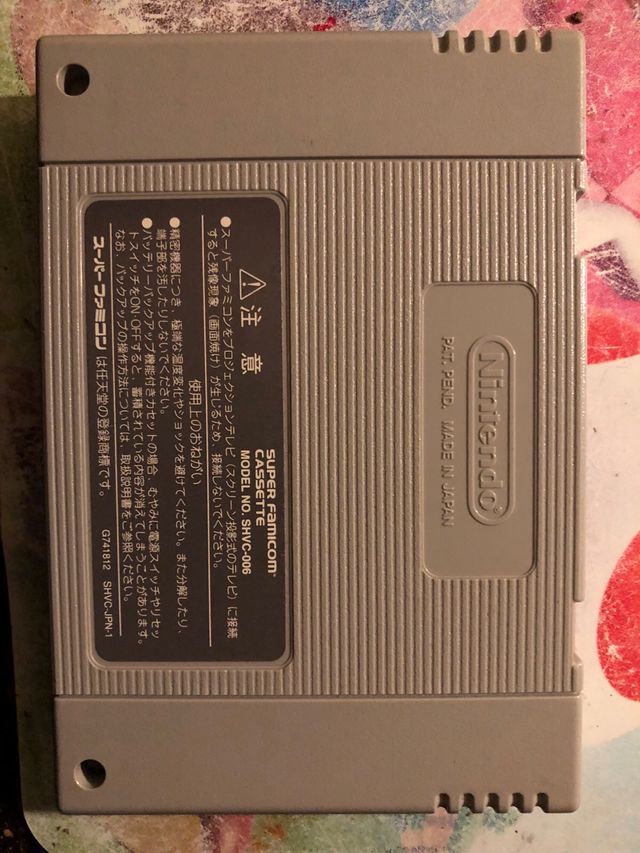 Nintendo®
PAT. PEND. MADE IN JAPAN
SUPER FAMICOM™
CASSETTE
MODEL NO. SHVC-006
注意
使用上のおねがい
●スーパーファミコンをプロジェクションテレビ（スクリーン投影式のテレビ）に接続
すると残像現象（画面焼け）が生じるため、接続しないでください。
●精密機器につき、極端な温度変化やショックを避けてください。また分解したり、
端子部を汚したりしないでください。
●バッテリーバックアップ機能付きカセットの場合、むやみに電源スイッチやリセッ
トスイッチをON・OFFすると、蓄積されている内容が消えてしまうことがあります。
なお、バックアップの操作方法については、取扱説明書をご参照ください。
スーパーファミコンは任天堂の登録商標です。
G741812 SHVC-JPN-1